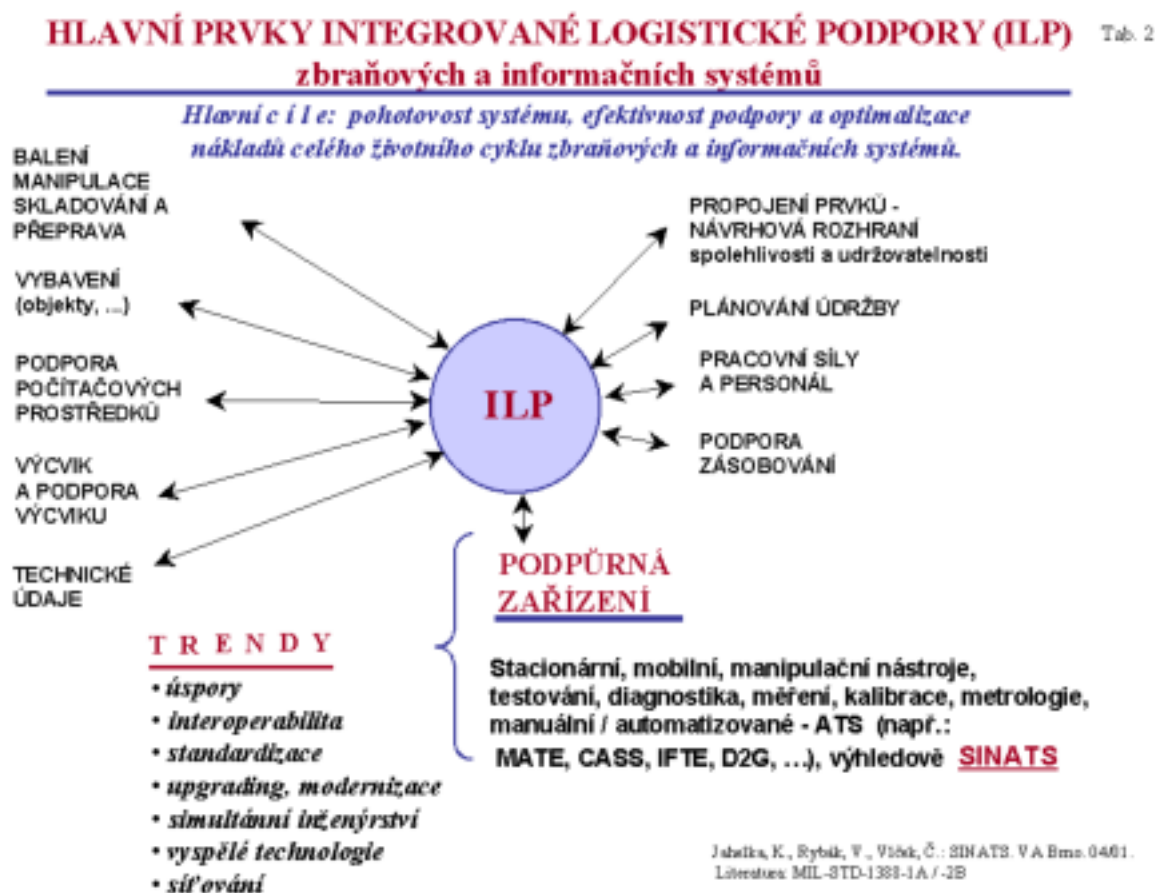 HLAVNÍ PRVKY INTEGROVANÉ LOGISTICKÉ PODPORY (ILP)
Tab. 2
zbraňových a informačních systémů
Hlavní c í l e: pohotovost systému, efektivnost podpory a optimalizace
nákladů celého životního cyklu zbraňových a informačních systémů.
BALENÍ
MANIPULACE
SKLADOVÁNÍ A
PŘEPRAVA
VYBAVENÍ
(objekty, ...)
PODPORA
POČÍTAČOVÝCH
PROSTŘEDKŮ
VÝCVIK
A PODPORA
VÝCVIKU
TECHNICKÉ
ÚDAJE
ILP
PROPOJENÍ PRVKŮ -
NÁVRHOVÁ ROZHRANÍ
spolehlivosti a udržovatelnosti
PLÁNOVÁNÍ ÚDRŽBY
PRACOVNÍ SÍLY
A PERSONÁL
PODPORA
ZÁSOBOVÁNÍ
PODPŮRNÁ
ZAŘÍZENÍ
Stacionární, mobilní, manipulační nástroje,
testování, diagnostika, měření, kalibrace, metrologie,
manuální / automatizované - ATS (např.:
MATE, CASS, IFTE, D2G, ...), výhledově SINATS
T R E N D Y
• úspory
• interoperabilita
• standardizace
• upgrading, modernizace
• simultánní inženýrství
• vyspělé technologie
• síťování
K., Rybák, V., Vlček, Č.: SINATS. VA Brno. 04/01.
Literatura: MIL-STD-1388-1A / -2B